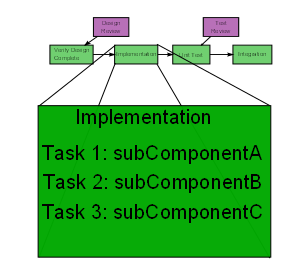 Design
Review
Test
Review
Verify Design
Complete
Implementation
Unit Test
Integration
Implementation
Task 1: subComponentA
Task 2: subComponentB
Task 3: subComponentC